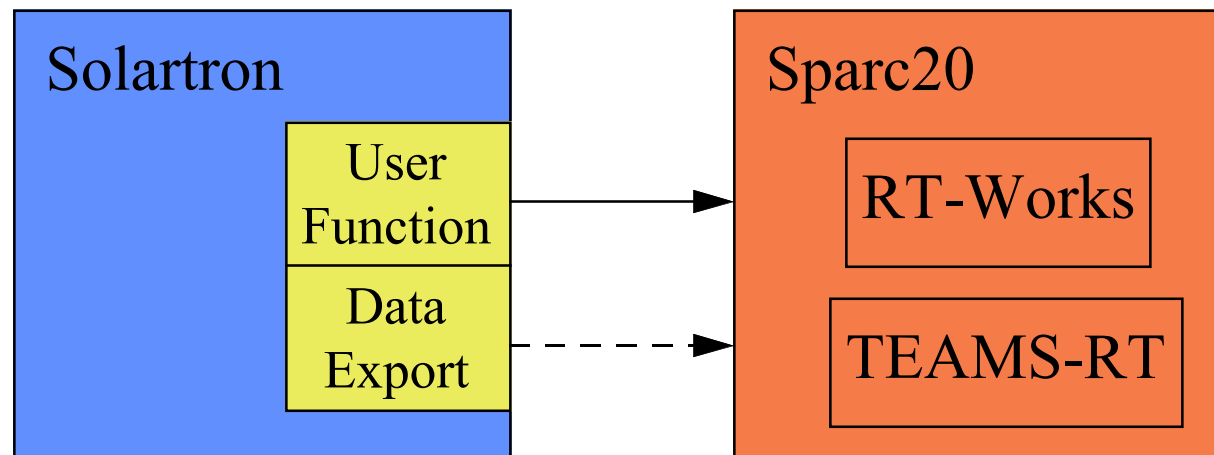 Solartron
User
Function
Data
Export
Sparc20
RT-Works
TEAMS-RT